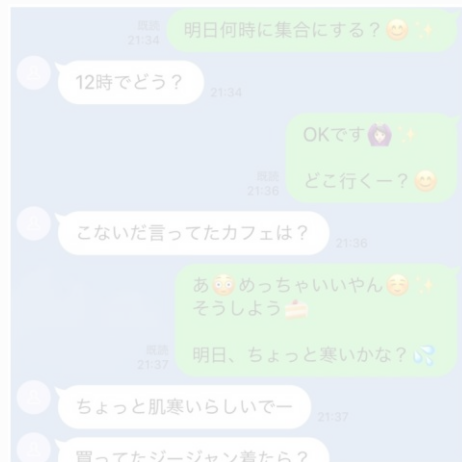 明日何時に集合にする？😊✨
既読
21:34
12時でどう？
21:34
OKです🙆‍♀️✨
どこ行くー？😊
既読
21:36
こないだ言ってたカフェは？
21:36
あ😳めっちゃいいやん☺️✨
そうしよう🍰
明日、ちょっと寒いかな？💦
既読
21:37
ちょっと肌寒いらしいでー
21:37
買ってたジージャン着たら？